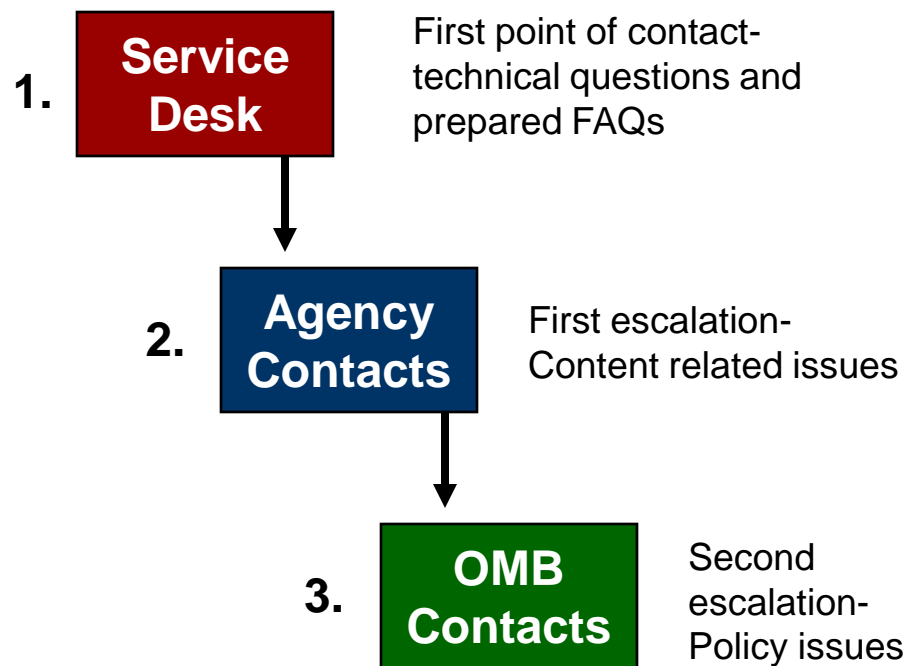 1.
Service
Desk
First point of contact-
technical questions and
prepared FAQs
2.
Agency
Contacts
First escalation-
Content related issues
3.
OMB
Contacts
Second
escalation-
Policy issues